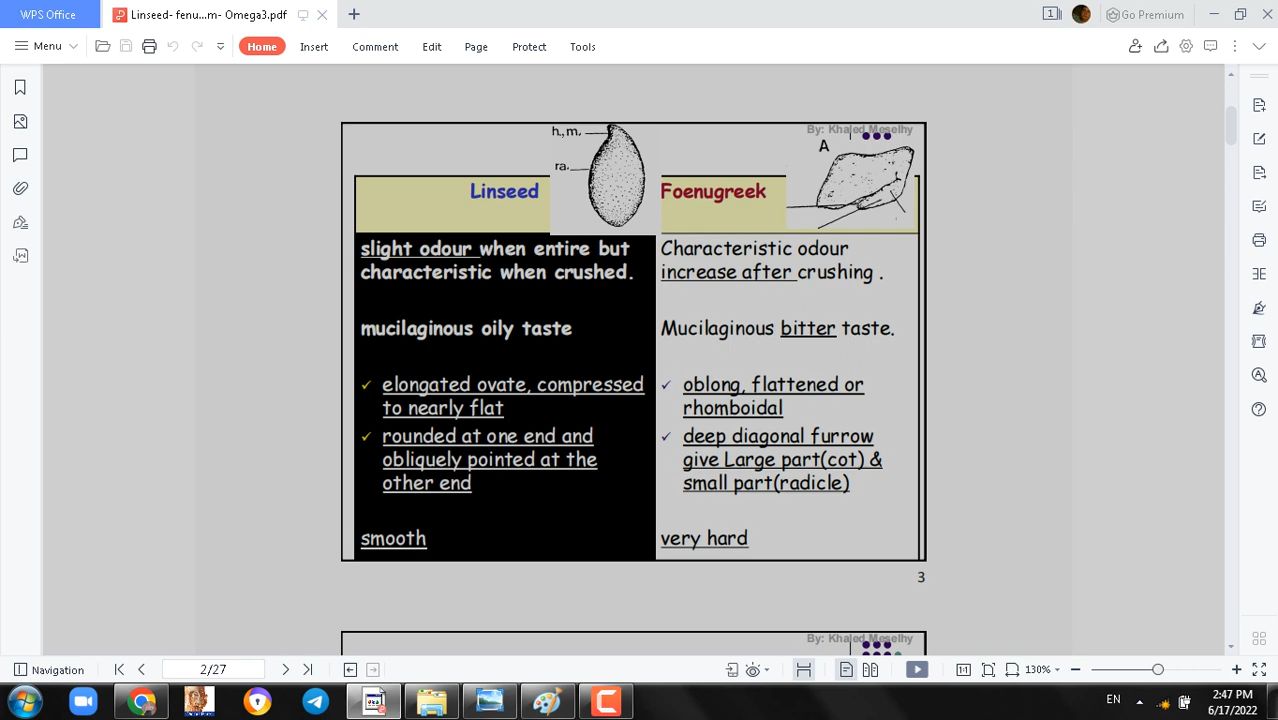 WPS Office
Linseed- fenu...m- Omega3.pdf
1
Go Premium
Menu
Home
Insert
Comment
Edit
Page
Protect
Tools
By: Khaled Meselhy
h., m.
ra.
A
Linseed
Foenugreek
slight odour when entire but
characteristic when crushed.
Characteristic odour
increase after crushing .
mucilaginous oily taste
Mucilaginous bitter taste.
✓ elongated ovate, compressed
to nearly flat
✓ rounded at one end and
obliquely pointed at the
other end
✓ oblong, flattened or
rhomboidal
✓ deep diagonal furrow
give Large part(cot) &
small part(radicle)
smooth
very hard
3
By: Khaled Meselhy
Navigation
2/27
1:1
130%
EN
2:47 PM
6/17/2022